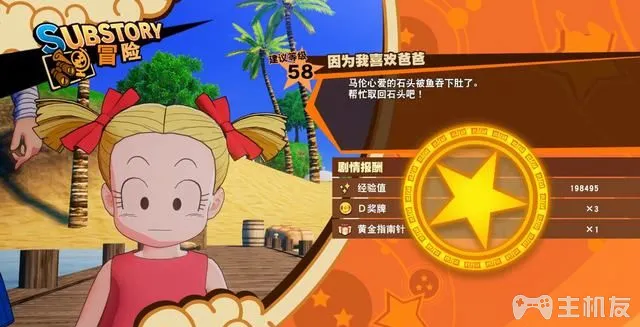 SUBSTORY
冒险
建议等级
58
因为我喜欢爸爸
马伦心爱的石头被鱼吞下肚了。
帮忙取回石头吧！
剧情报酬
经验值 198495
D奖牌 ×3
黄金指南针 ×1
主机友